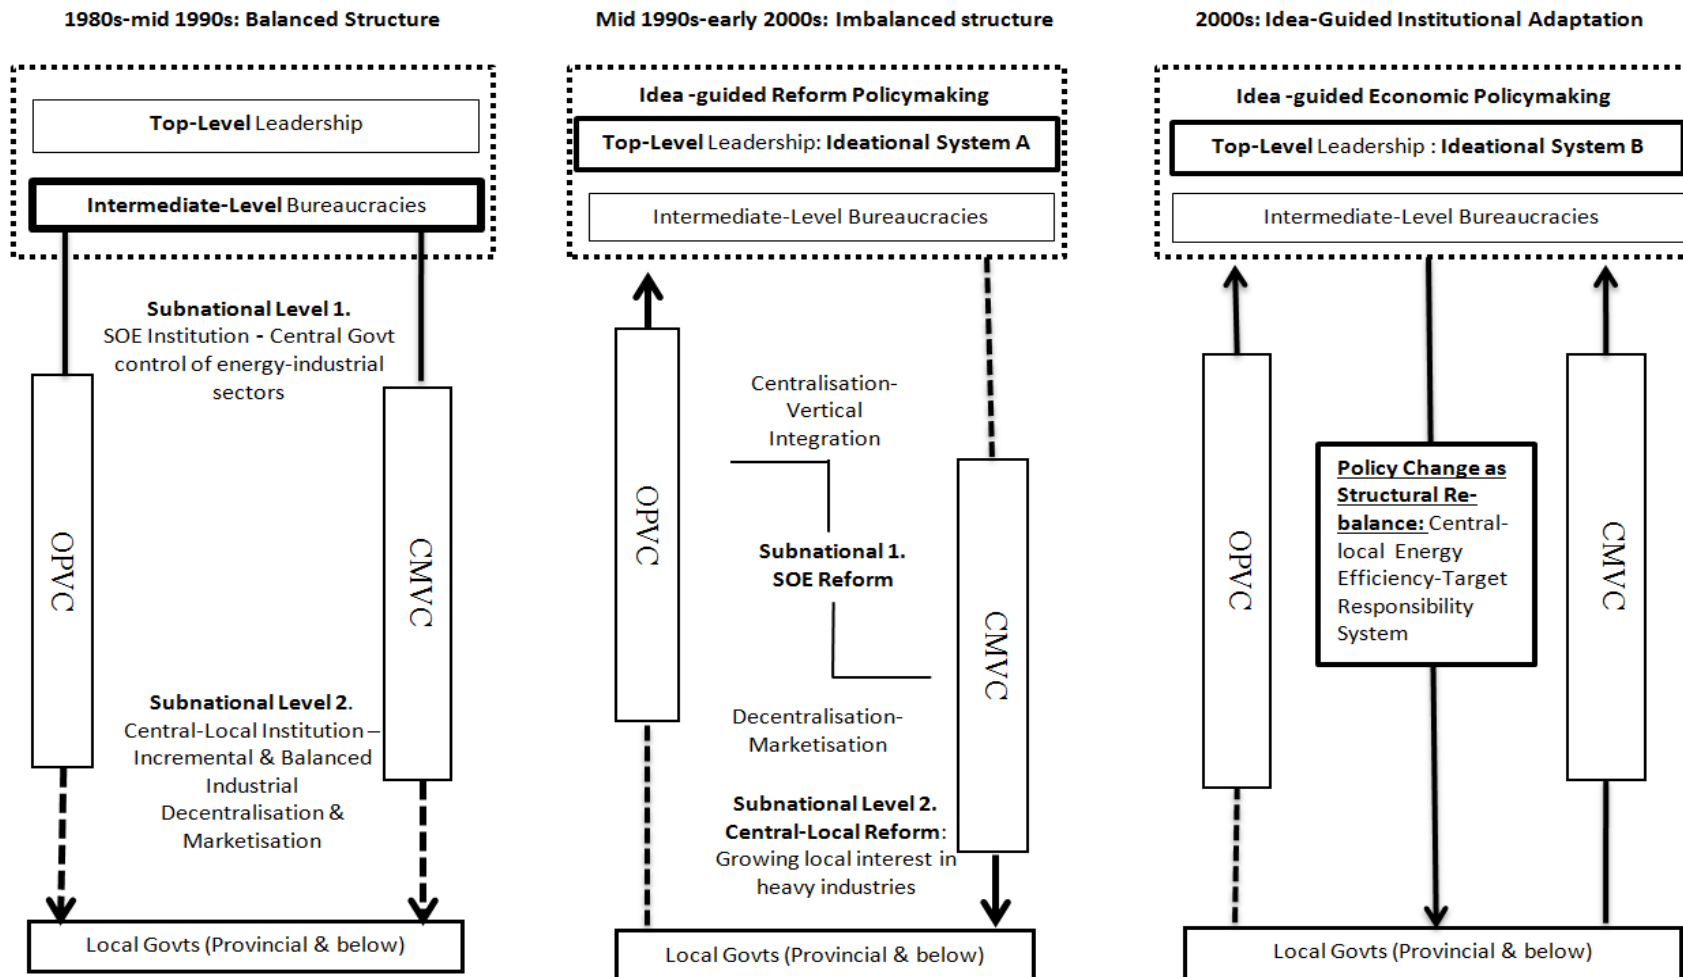 1980s-mid 1990s: Balanced Structure
Top-Level Leadership
Intermediate-Level Bureaucracies
Subnational Level 1.
SOE Institution - Central Govt
control of energy-industrial
sectors
OPVC
CMVC
Subnational Level 2.
Central-Local Institution –
Incremental & Balanced
Industrial
Decentralisation &
Marketisation
Local Govts (Provincial & below)
Mid 1990s-early 2000s: Imbalanced structure
Idea -guided Reform Policymaking
Top-Level Leadership: Ideational System A
Intermediate-Level Bureaucracies
Centralisation-
Vertical
Integration
OPVC
Subnational 1.
SOE Reform
CMVC
Decentralisation-
Marketisation
Subnational Level 2.
Central-Local Reform:
Growing local interest in
heavy industries
Local Govts (Provincial & below)
2000s: Idea-Guided Institutional Adaptation
Idea -guided Economic Policymaking
Top-Level Leadership : Ideational System B
Intermediate-Level Bureaucracies
OPVC
Policy Change as
Structural Re-
balance: Central-
local Energy
Efficiency-Target
Responsibility
System
CMVC
Local Govts (Provincial & below)